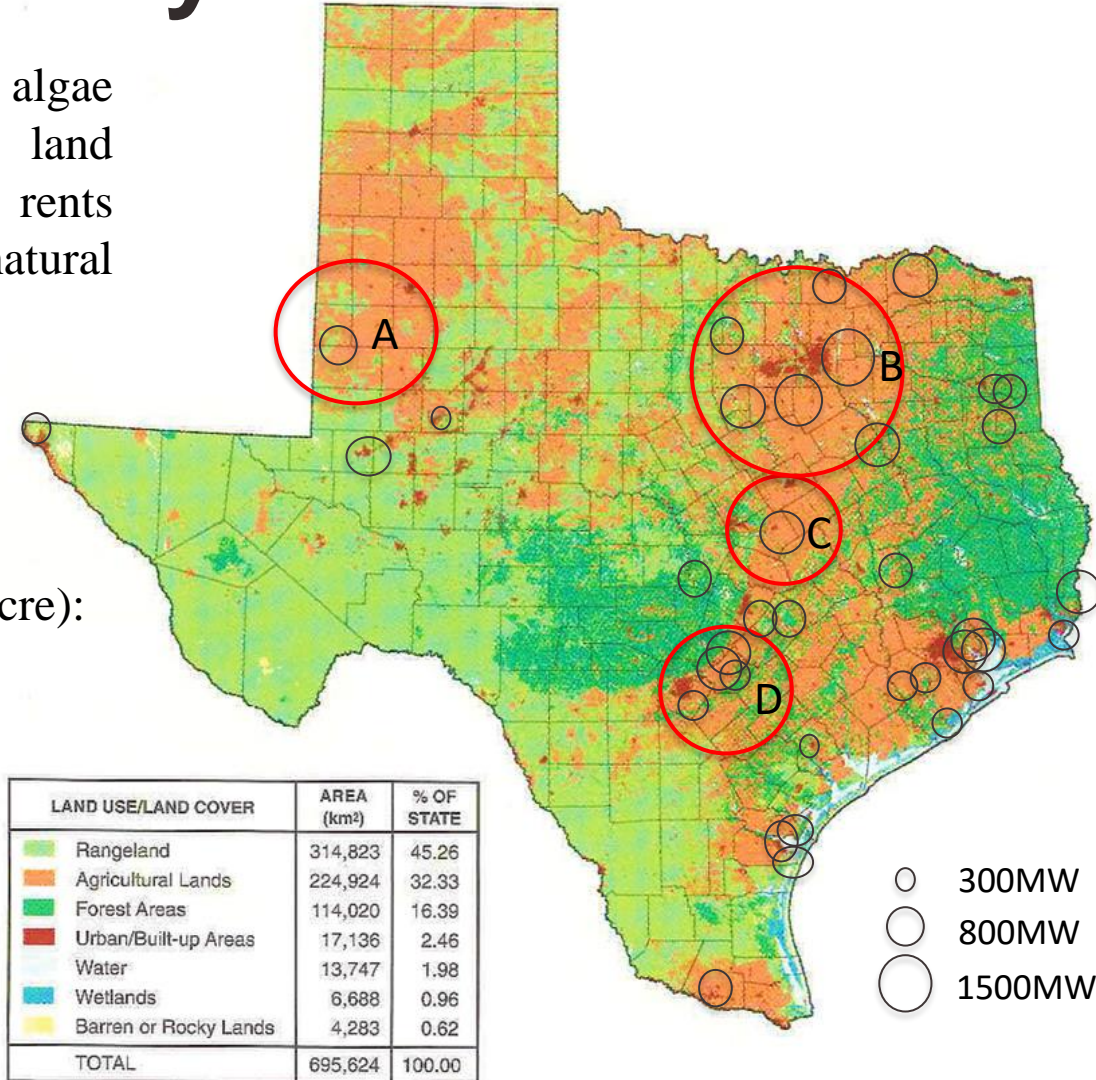 y
algae
land
rents
natural
cre):
A
B
C
D
LAND USE/LAND COVER AREA (km²) % OF STATE
Rangeland 314,823 45.26
Agricultural Lands 224,924 32.33
Forest Areas 114,020 16.39
Urban/Built-up Areas 17,136 2.46
Water 13,747 1.98
Wetlands 6,688 0.96
Barren or Rocky Lands 4,283 0.62
TOTAL 695,624 100.00
300MW
800MW
1500MW